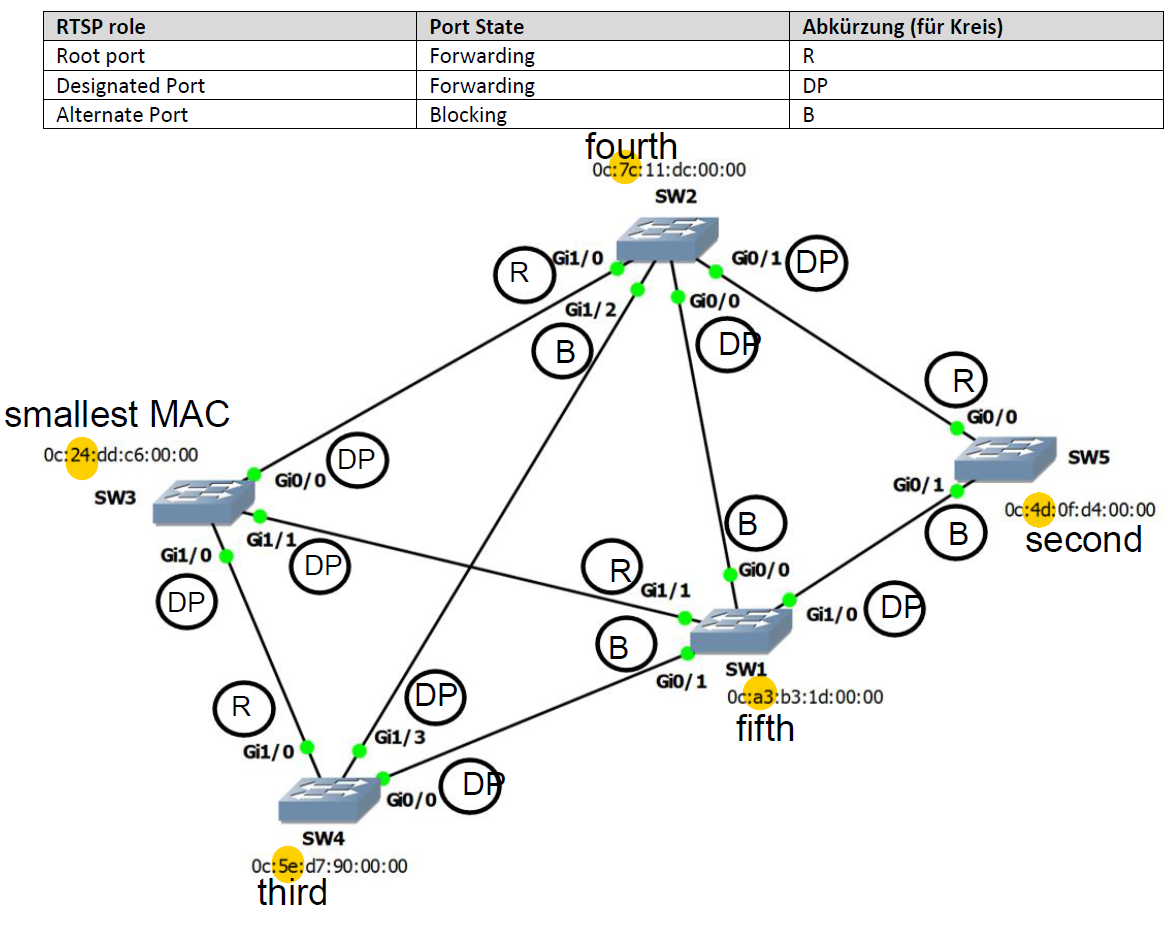 RTSP role Port State Abkürzung (für Kreis)
Root port Forwarding R
Designated Port Forwarding DP
Alternate Port Blocking B
fourth
0c:7c:11:dc:00:00
SW2
Gi1/0
R
Gi0/1
DP
Gi1/2
Gi0/0
B
DP
R
Gi0/0
smallest MAC
0c:24:dd:c6:00:00
SW3
Gi0/0
DP
SW5
Gi0/1
0c:4d:0f:d4:00:00
second
B
Gi1/1
DP
Gi1/0
DP
B
Gi0/0
R
Gi1/1
Gi1/0
DP
B
Gi0/1
SW1
0c:a3:b3:1d:00:00
fifth
R
Gi1/0
DP
Gi1/3
Gi0/0
DP
SW4
0c:5e:d7:90:00:00
third